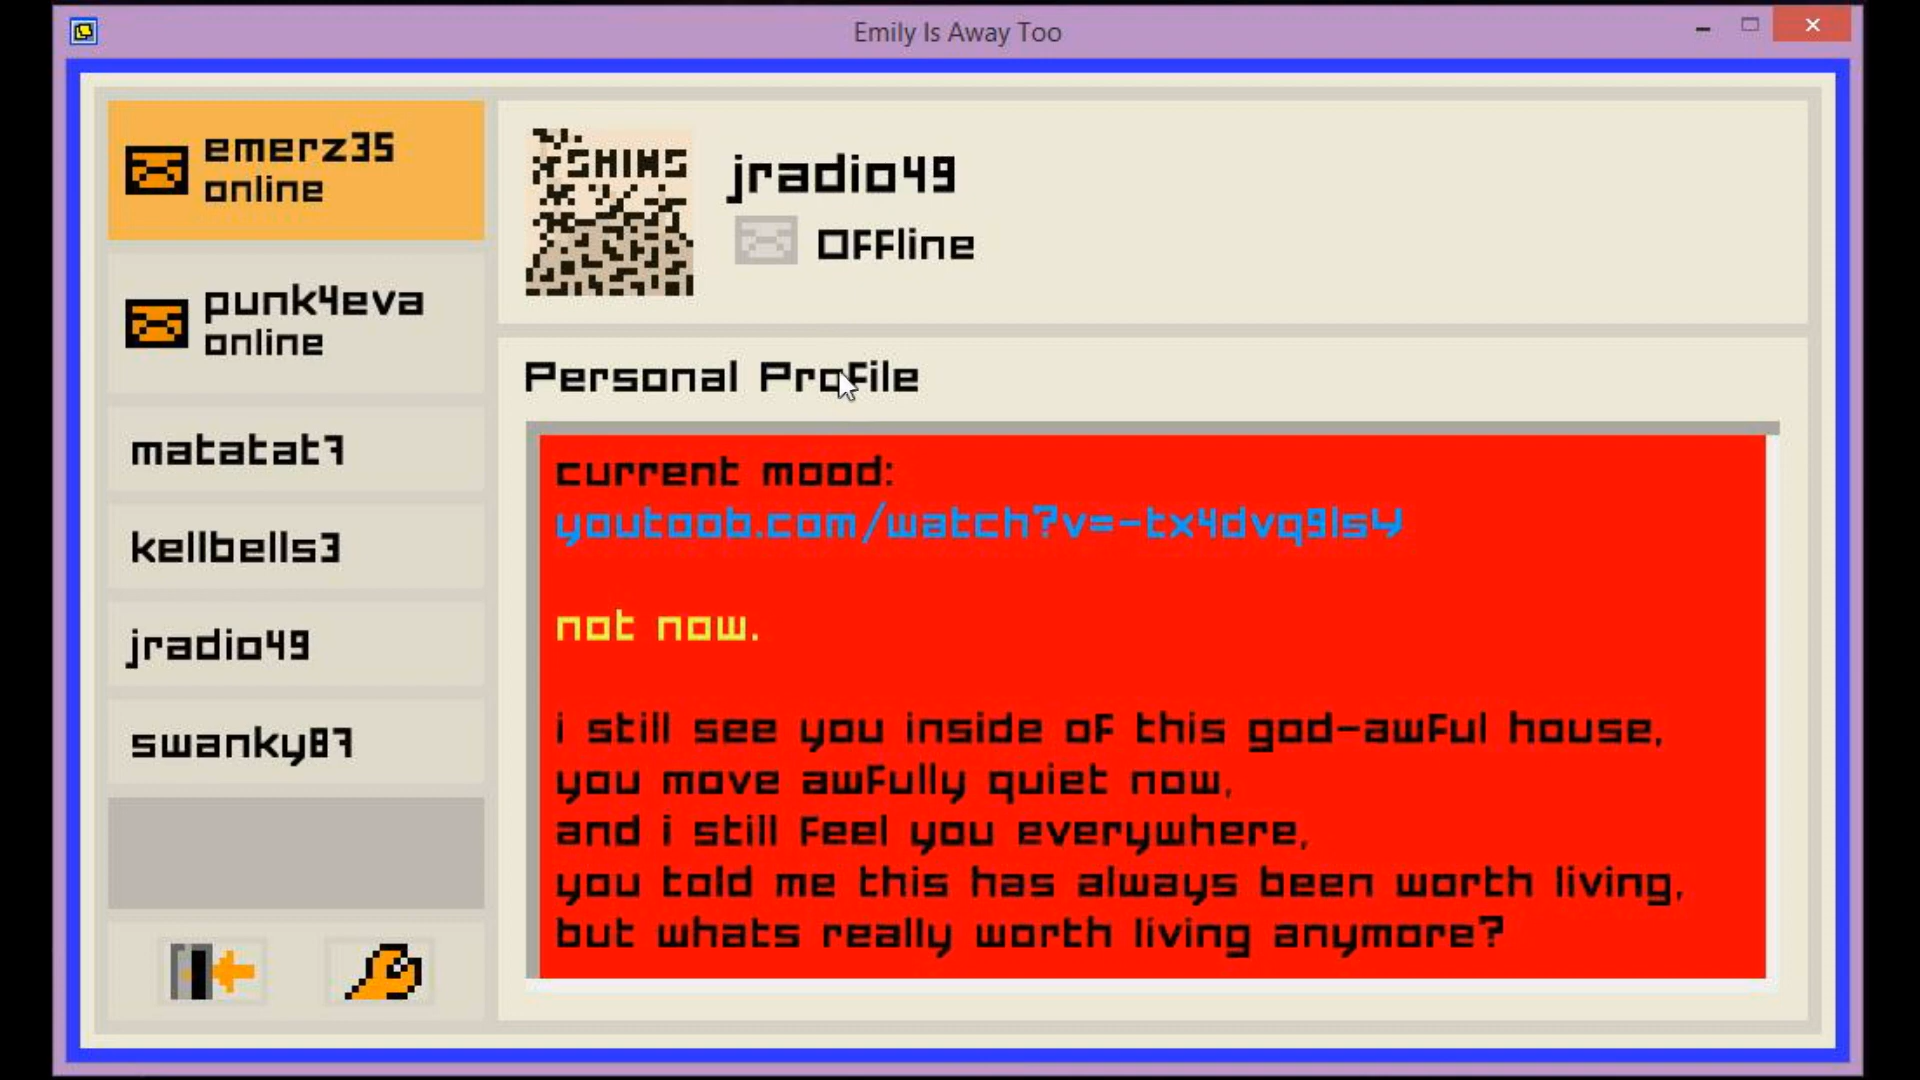 Emily Is Away Too
emerz35
online
punk4eva
online
matatat7
kellbells3
jradio49
swanky87
SHINS
jradio49
Offline
Personal Profile
current mood:
youtoob.com/watch?v=-tx4dvq9lsY
not now.
i still see you inside of this god-awful house,
you move awfully quiet now,
and i still feel you everywhere,
you told me this has always been worth living,
but whats really worth living anymore?